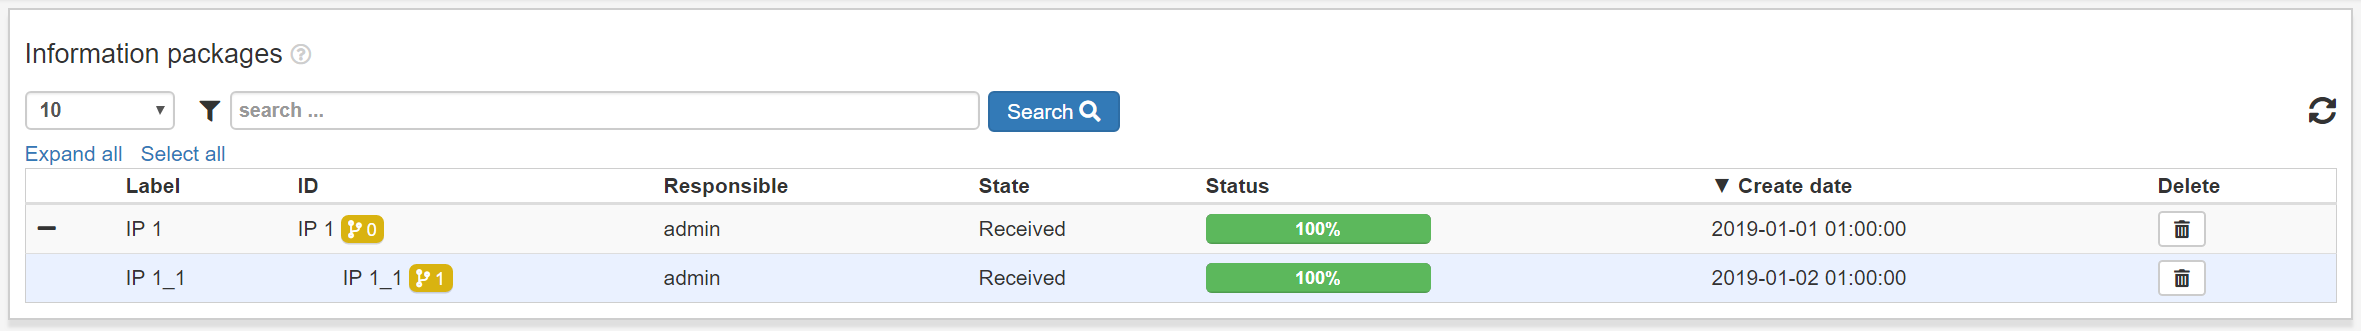 Information packages ?
10 ▼ search ... Search
Expand all Select all
Label ID Responsible State Status ▼ Create date Delete
IP 1 IP 1 0 admin Received 100% 2019-01-01 01:00:00
IP 1_1 IP 1_1 1 admin Received 100% 2019-01-02 01:00:00